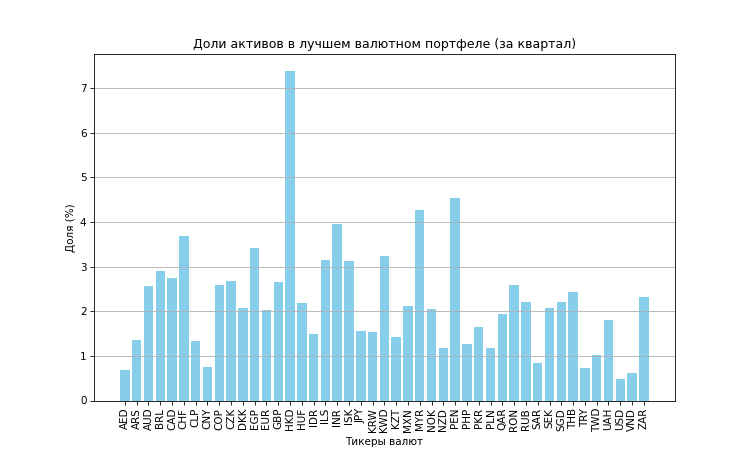 Доли активов в лучшем валютном портфеле (за квартал)
Доля (%)
7
6
5
4
3
2
1
0
AED
ARS
AUD
BRL
CAD
CHF
CLP
CNY
COP
CZK
DKK
EGP
EUR
GBP
HKD
HUF
IDR
ILS
INR
ISK
JPY
KRW
KWD
KZT
MXN
MYR
NOK
NZD
PEN
PHP
PKR
PLN
QAR
RON
RUB
SAR
SEK
SGD
THB
TRY
TWD
UAH
USD
VND
ZAR
Тикеры валют